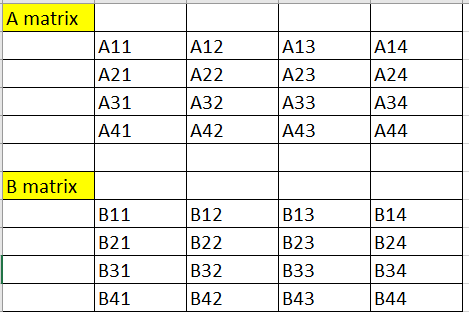 A matrix
A11 A12 A13 A14
A21 A22 A23 A24
A31 A32 A33 A34
A41 A42 A43 A44
B matrix
B11 B12 B13 B14
B21 B22 B23 B24
B31 B32 B33 B34
B41 B42 B43 B44